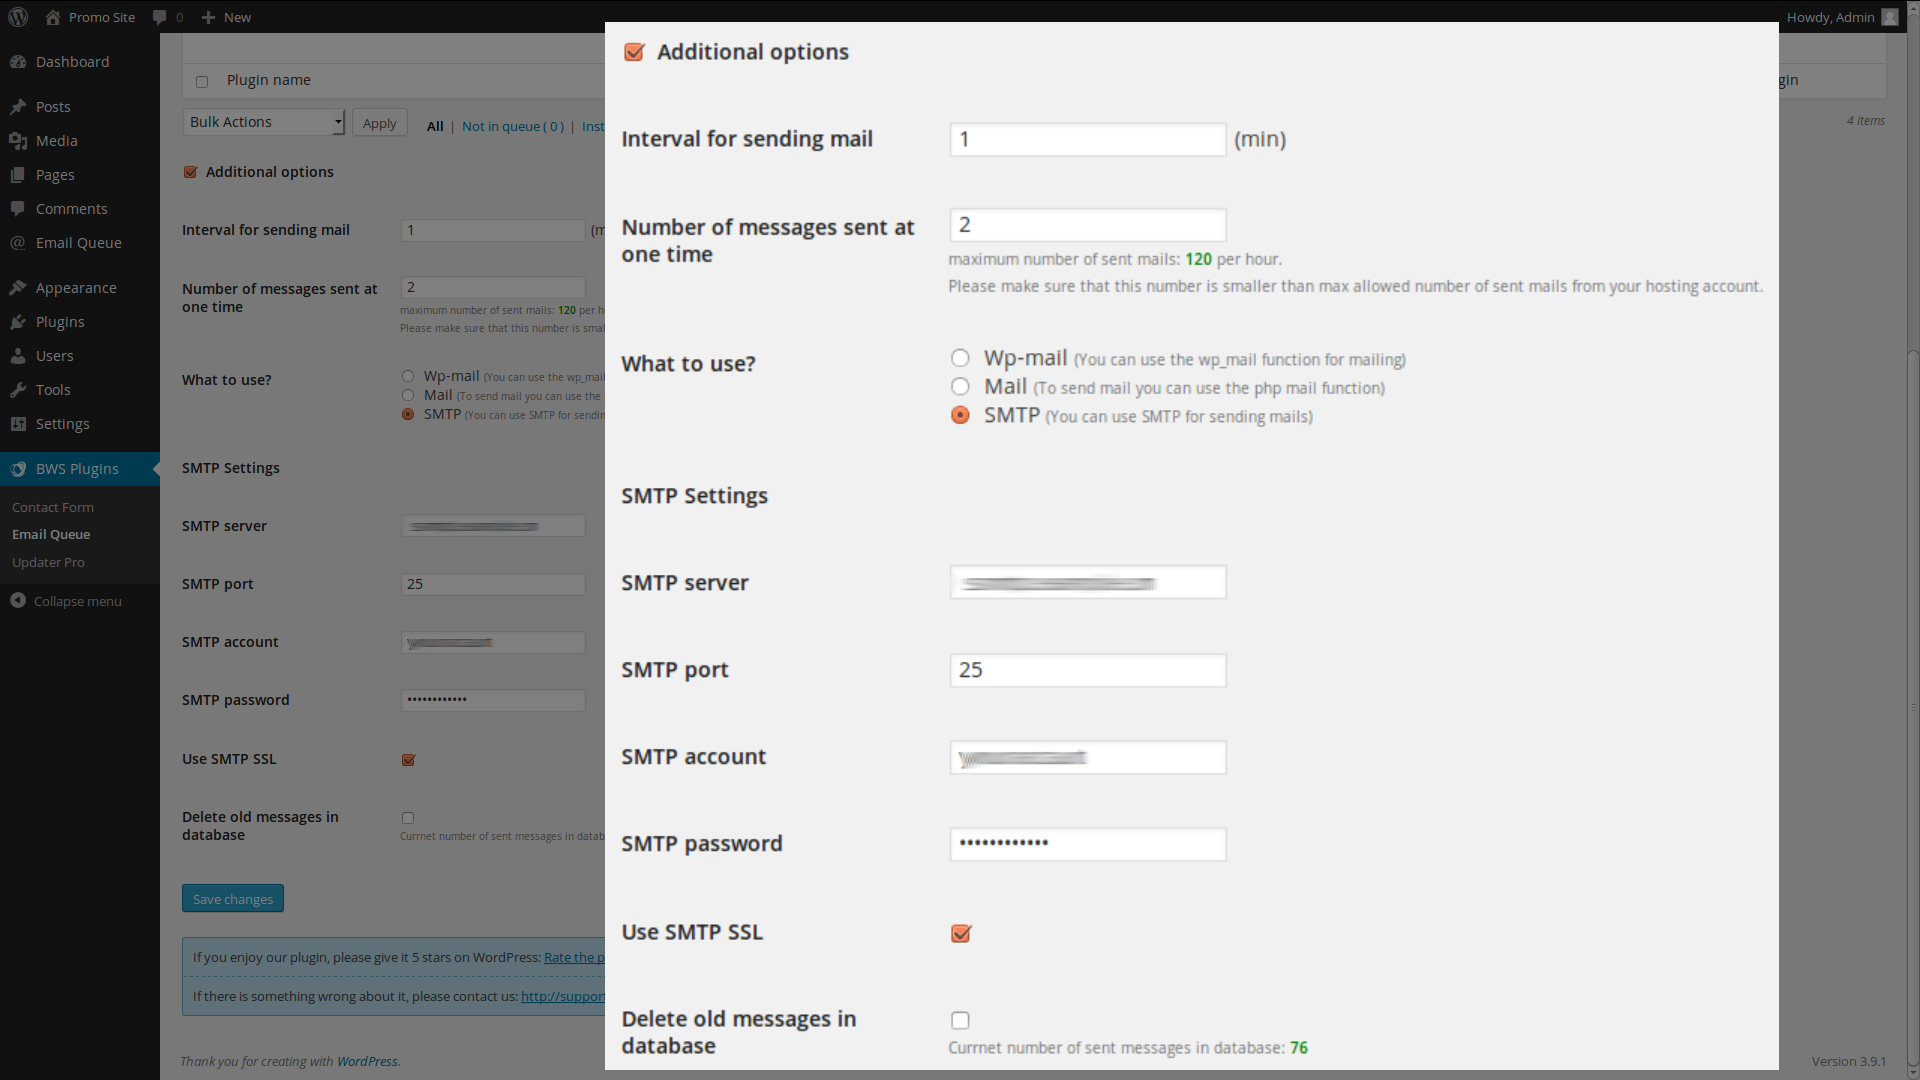 Promo Site
0
New
Howdy, Admin
Dashboard
Posts
Media
Pages
Comments
Email Queue
Appearance
Plugins
Users
Tools
Settings
BWS Plugins
Contact Form
Email Queue
Updater Pro
Collapse menu
Plugin name
gin
Bulk Actions
Apply
All | Not in queue ( 0 ) | Inst
4 items
Additional options
Interval for sending mail
1
(m
Number of messages sent at
one time
2
maximum number of sent mails: 120 per h
Please make sure that this number is smal
What to use?
Wp-mail (You can use the wp_mail
Mail (To send mail you can use the
SMTP (You can use SMTP for sendin
SMTP Settings
SMTP server
SMTP port
25
SMTP account
SMTP password
••••••••••••
Use SMTP SSL
Delete old messages in
database
Currnet number of sent messages in datab
Save changes
If you enjoy our plugin, please give it 5 stars on WordPress: Rate the p
If there is something wrong about it, please contact us: http://suppor
Thank you for creating with WordPress.
Version 3.9.1
Additional options
Interval for sending mail
1
(min)
Number of messages sent at
one time
2
maximum number of sent mails: 120 per hour.
Please make sure that this number is smaller than max allowed number of sent mails from your hosting account.
What to use?
Wp-mail (You can use the wp_mail function for mailing)
Mail (To send mail you can use the php mail function)
SMTP (You can use SMTP for sending mails)
SMTP Settings
SMTP server
SMTP port
25
SMTP account
SMTP password
••••••••••••
Use SMTP SSL
Delete old messages in
database
Currnet number of sent messages in database: 76